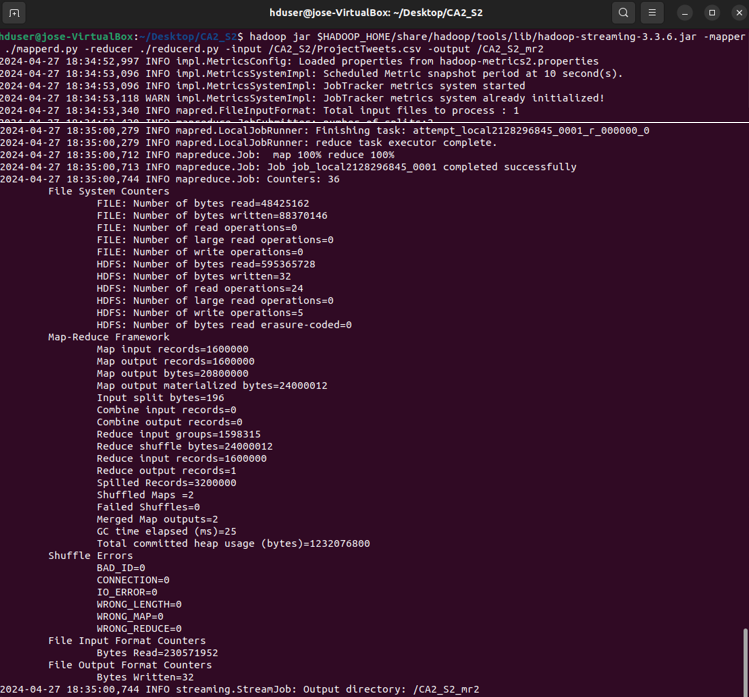 hduser@jose-VirtualBox: ~/Desktop/CA2_S2
hduser@jose-VirtualBox:~/Desktop/CA2_S2$ hadoop jar $HADOOP_HOME/share/hadoop/tools/lib/hadoop-streaming-3.3.6.jar -mapper
./mapperd.py -reducer ./reducerd.py -input /CA2_S2/ProjectTweets.csv -output /CA2_S2_mr2
2024-04-27 18:34:52,997 INFO impl.MetricsConfig: Loaded properties from hadoop-metrics2.properties
2024-04-27 18:34:53,096 INFO impl.MetricsSystemImpl: Scheduled Metric snapshot period at 10 second(s).
2024-04-27 18:34:53,096 INFO impl.MetricsSystemImpl: JobTracker metrics system started
2024-04-27 18:34:53,118 WARN impl.MetricsSystemImpl: JobTracker metrics system already initialized!
2024-04-27 18:34:53,340 INFO mapred.FileInputFormat: Total input files to process : 1
2024-04-27 18:35:00,279 INFO mapred.LocalJobRunner: Finishing task: attempt_local2128296845_0001_r_000000_0
2024-04-27 18:35:00,279 INFO mapred.LocalJobRunner: reduce task executor complete.
2024-04-27 18:35:00,712 INFO mapreduce.Job:  map 100% reduce 100%
2024-04-27 18:35:00,713 INFO mapreduce.Job: Job job_local2128296845_0001 completed successfully
2024-04-27 18:35:00,744 INFO mapreduce.Job: Counters: 36
File System Counters
FILE: Number of bytes read=48425162
FILE: Number of bytes written=88370146
FILE: Number of read operations=0
FILE: Number of large read operations=0
FILE: Number of write operations=0
HDFS: Number of bytes read=595365728
HDFS: Number of bytes written=32
HDFS: Number of read operations=24
HDFS: Number of large read operations=0
HDFS: Number of write operations=5
HDFS: Number of bytes read erasure-coded=0
Map-Reduce Framework
Map input records=1600000
Map output records=1600000
Map output bytes=20800000
Map output materialized bytes=24000012
Input split bytes=196
Combine input records=0
Combine output records=0
Reduce input groups=1598315
Reduce shuffle bytes=24000012
Reduce input records=1600000
Reduce output records=1
Spilled Records=3200000
Shuffled Maps =2
Failed Shuffles=0
Merged Map outputs=2
GC time elapsed (ms)=25
Total committed heap usage (bytes)=1232076800
Shuffle Errors
BAD_ID=0
CONNECTION=0
IO_ERROR=0
WRONG_LENGTH=0
WRONG_MAP=0
WRONG_REDUCE=0
File Input Format Counters
Bytes Read=230571952
File Output Format Counters
Bytes Written=32
2024-04-27 18:35:00,744 INFO streaming.StreamJob: Output directory: /CA2_S2_mr2